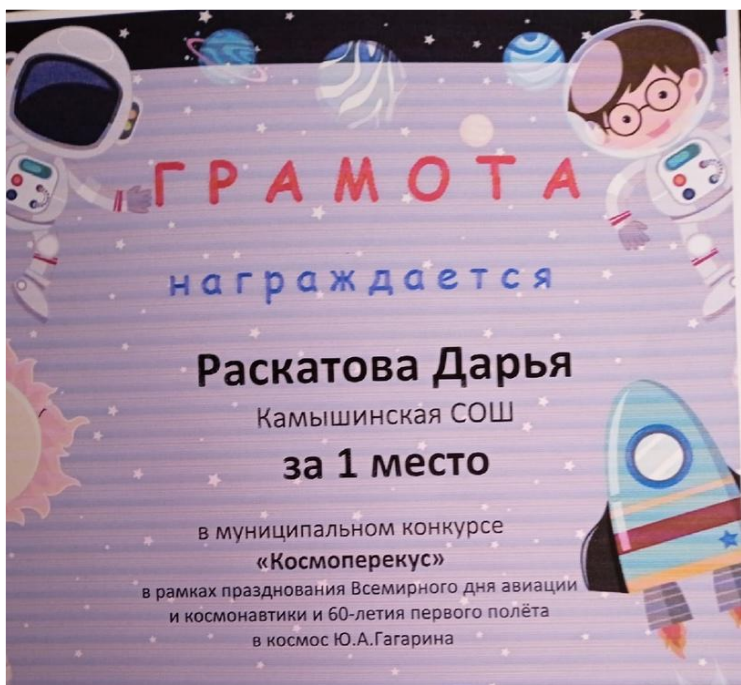 ГРАМОТА
награждается
Раскатова Дарья
Камышинская СОШ
за 1 место
в муниципальном конкурсе
«Космоперекус»
в рамках празднования Всемирного дня авиации
и космонавтики и 60-летия первого полёта
в космос Ю.А.Гагарина